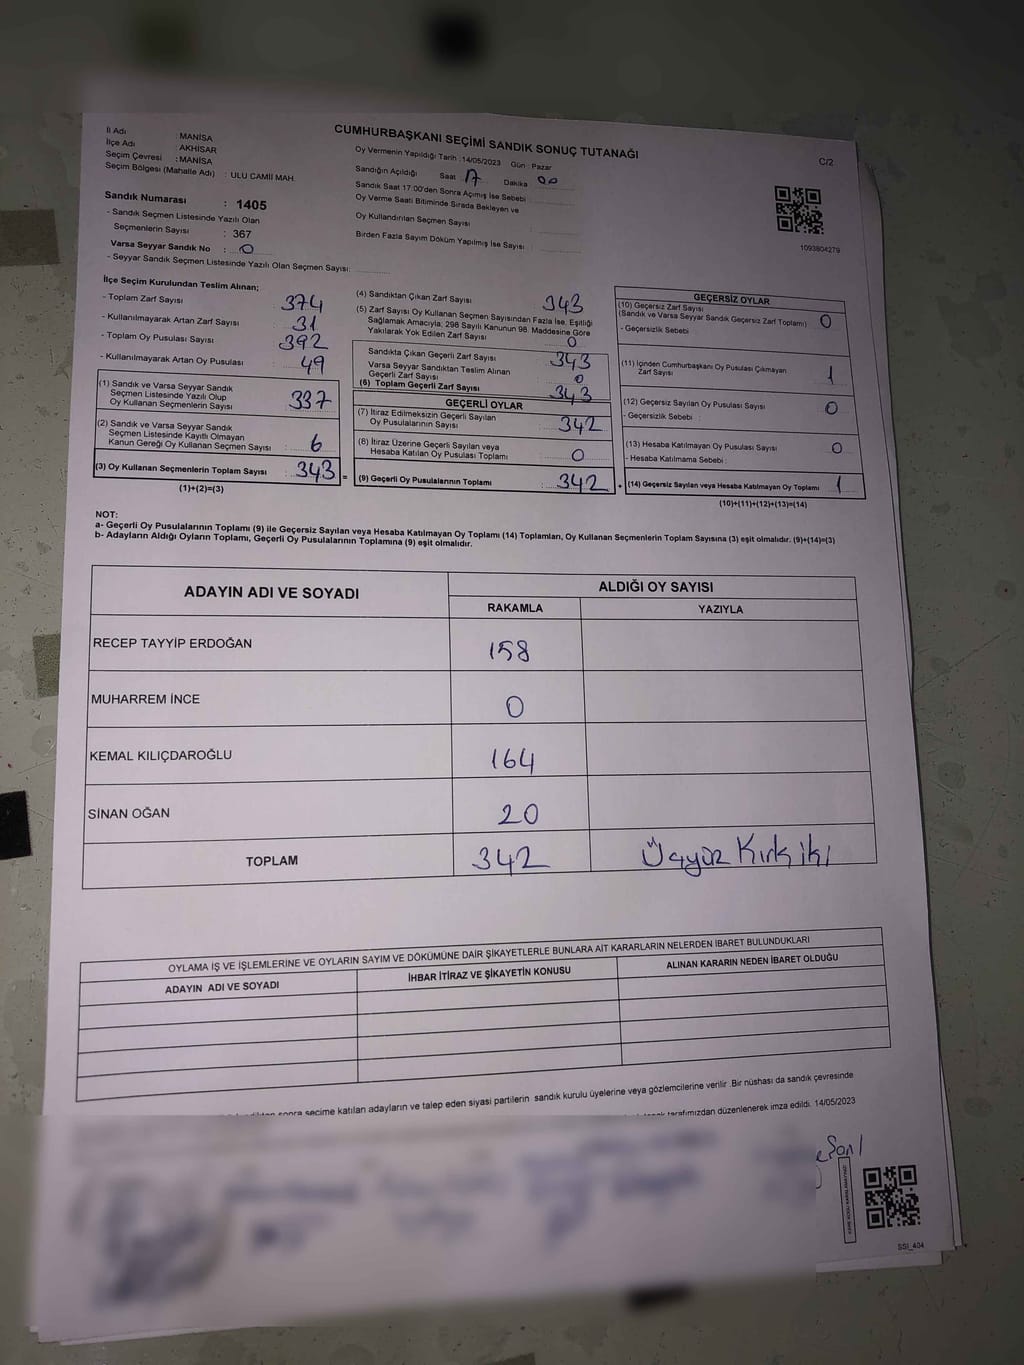 CUMHURBAŞKANI SEÇİMİ SANDIK SONUÇ TUTANAĞI
C/2
İl Adı : MANİSA
İlçe Adı : AKHİSAR
Seçim Çevresi : MANİSA
Seçim Bölgesi (Mahalle Adı) : ULU CAMİİ MAH.
Oy Vermenin Yapıldığı Tarih : 14/05/2023 Gün : Pazar
Sandığın Açıldığı Saat 17 Dakika 00
Sandık Saat 17:00'den Sonra Açımış İse Sebebi :
Oy Verme Saati Bitiminde Sırada Bekleyen ve
Oy Kullandırılan Seçmen Sayısı :
Birden Fazla Sayım Döküm Yapılmış İse Sayısı :
1093804279
Sandık Numarası : 1405
- Sandık Seçmen Listesinde Yazılı Olan
Seçmenlerin Sayısı : 367
Varsa Seyyar Sandık No : 0
- Seyyar Sandık Seçmen Listesinde Yazılı Olan Seçmen Sayısı:
İlçe Seçim Kurulundan Teslim Alınan;
- Toplam Zarf Sayısı : 374
- Kullanılmayarak Artan Zarf Sayısı : 31
- Toplam Oy Pusulası Sayısı : 392
- Kullanılmayarak Artan Oy Pusulası : 49
(1) Sandık ve Varsa Seyyar Sandık
Seçmen Listesinde Yazılı Olup
Oy Kullanan Seçmenlerin Sayısı : 337
(2) Sandık ve Varsa Seyyar Sandık
Seçmen Listesinde Kayıtlı Olmayan
Kanun Gereği Oy Kullanan Seçmen Sayısı : 6
(3) Oy Kullanan Seçmenlerin Toplam Sayısı : 343 =
(1)+(2)=(3)
(4) Sandıktan Çıkan Zarf Sayısı : 343
(5) Zarf Sayısı Oy Kullanan Seçmen Sayısından Fazla İse, Eşitliği
Sağlamak Amacıyla; 298 Sayılı Kanunun 98. Maddesine Göre
Yakılarak Yok Edilen Zarf Sayısı : 0
Sandıkta Çıkan Geçerli Zarf Sayısı : 343
Varsa Seyyar Sandıktan Teslim Alınan
Geçerli Zarf Sayısı : 0
(6) Toplam Geçerli Zarf Sayısı : 343
GEÇERLİ OYLAR
(7) İtiraz Edilmeksizin Geçerli Sayılan
Oy Pusulalarının Sayısı : 342
(8) İtiraz Üzerine Geçerli Sayılan veya
Hesaba Katılan Oy Pusulası Toplamı : 0
(9) Geçerli Oy Pusulalarının Toplamı : 342 +
GEÇERSİZ OYLAR
(10) Geçersiz Zarf Sayısı
(Sandık ve Varsa Seyyar Sandık Geçersiz Zarf Toplamı) : 0
- Geçersizlik Sebebi :
(11) İçinden Cumhurbaşkanı Oy Pusulası Çıkmayan
Zarf Sayısı : 1
(12) Geçersiz Sayılan Oy Pusulası Sayısı : 0
- Geçersizlik Sebebi :
(13) Hesaba Katılmayan Oy Pusulası Sayısı : 0
- Hesaba Katılmama Sebebi :
(14) Geçersiz Sayılan veya Hesaba Katılmayan Oy Toplamı : 1
(10)+(11)+(12)+(13)=(14)
NOT:
a- Geçerli Oy Pusulalarının Toplamı (9) ile Geçersiz Sayılan veya Hesaba Katılmayan Oy Toplamı (14) Toplamları, Oy Kullanan Seçmenlerin Toplam Sayısına (3) eşit olmalıdır. (9)+(14)=(3)
b- Adayların Aldığı Oyların Toplamı, Geçerli Oy Pusulalarının Toplamına (9) eşit olmalıdır.
ADAYIN ADI VE SOYADI ALDIĞI OY SAYISI
RAKAMLA YAZIYLA
RECEP TAYYİP ERDOĞAN 158
MUHARREM İNCE 0
KEMAL KILIÇDAROĞLU 164
SİNAN OĞAN 20
TOPLAM 342 Üçyüz Kırk iki
OYLAMA İŞ VE İŞLEMLERİNE VE OYLARIN SAYIM VE DÖKÜMÜNE DAİR ŞİKAYETLERLE BUNLARA AİT KARARLARIN NELERDEN İBARET BULUNDUKLARI
ADAYIN ADI VE SOYADI İHBAR İTİRAZ VE ŞİKAYETİN KONUSU ALINAN KARARIN NEDEN İBARET OLDUĞU
sonra seçime katılan adayların ve talep eden siyasi partilerin sandık kurulu üyelerine veya gözlemcilerine verilir .Bir nüshası da sandık çevresinde
tarafımızdan düzenlenerek imza edildi. 14/05/2023
SSİ_404